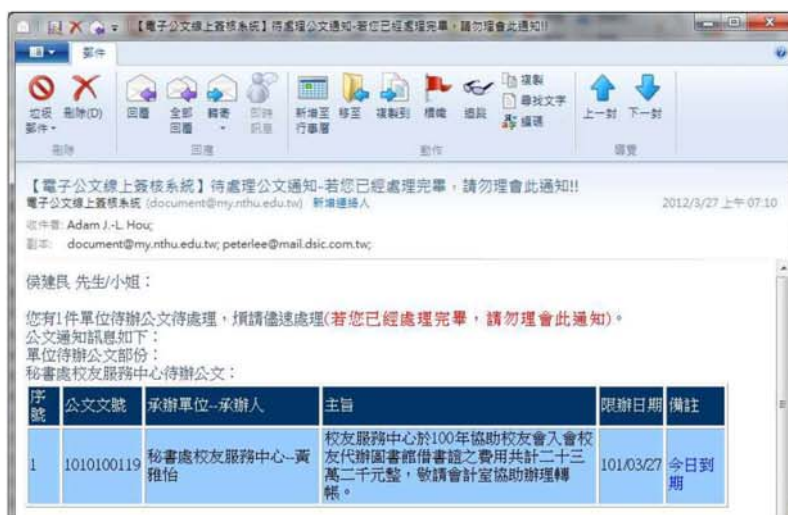 【電子公文線上簽核系統】待處理公文通知-若您已經處理完畢，請勿理會此通知!!
郵件
垃圾郵件
刪除(D)
回覆
全部回覆
轉寄
即時訊息
新增至行事曆
移至
複製到
標幟
追蹤
複製
尋找文字
編碼
上一封
下一封
刪除
回應
動作
導覽
【電子公文線上簽核系統】待處理公文通知-若您已經處理完畢，請勿理會此通知!!
電子公文線上簽核系統 (document@my.nthu.edu.tw) 新增連絡人
2012/3/27 上午 07:10
收件者: Adam J.-L. Hou;
副本: document@my.nthu.edu.tw; peterlee@mail.dsic.com.tw;
侯建良 先生/小姐：
您有1件單位待辦公文待處理，煩請儘速處理(若您已經處理完畢，請勿理會此通知)。
公文通知訊息如下：
單位待辦公文部份：
秘書處校友服務中心待辦公文：
序號 公文文號 承辦單位--承辦人 主旨 限辦日期 備註
1 1010100119 秘書處校友服務中心--黃雅怡
校友服務中心於100年協助校友會入會校
友代辦圖書館借書證之費用共計二十三
萬二千元整，敬請會計室協助辦理轉
帳。
101/03/27 今日到期